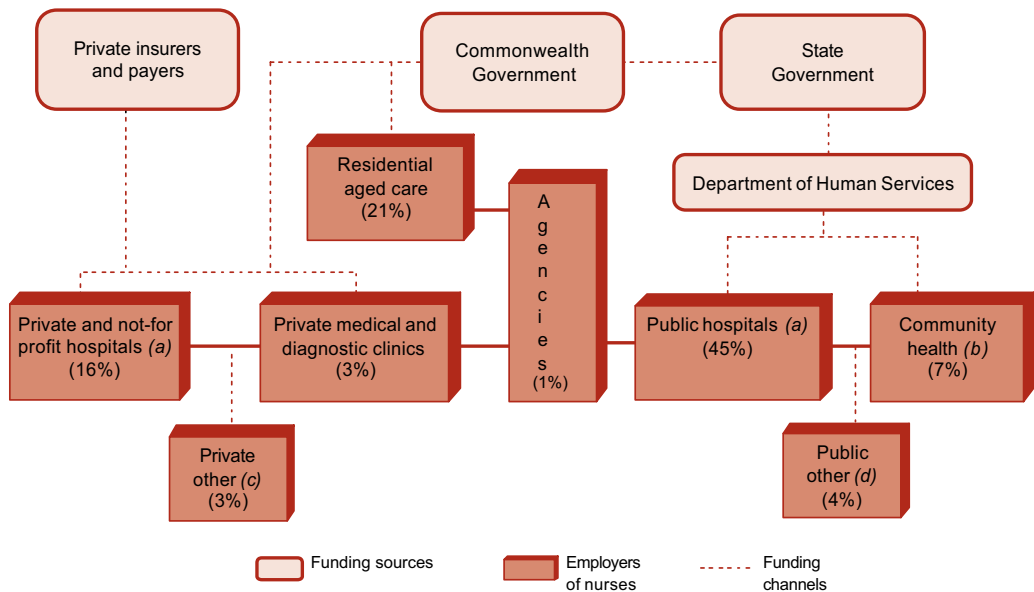 Private insurers
and payers
Commonwealth
Government
State
Government
Residential
aged care
(21%)
A
g
e
n
c
i
e
s
(1%)
Department of Human Services
Private and not-for
profit hospitals (a)
(16%)
Private medical and
diagnostic clinics
(3%)
Public hospitals (a)
(45%)
Community
health (b)
(7%)
Private
other (c)
(3%)
Public
other (d)
(4%)
Funding sources
Employers
of nurses
Funding
channels